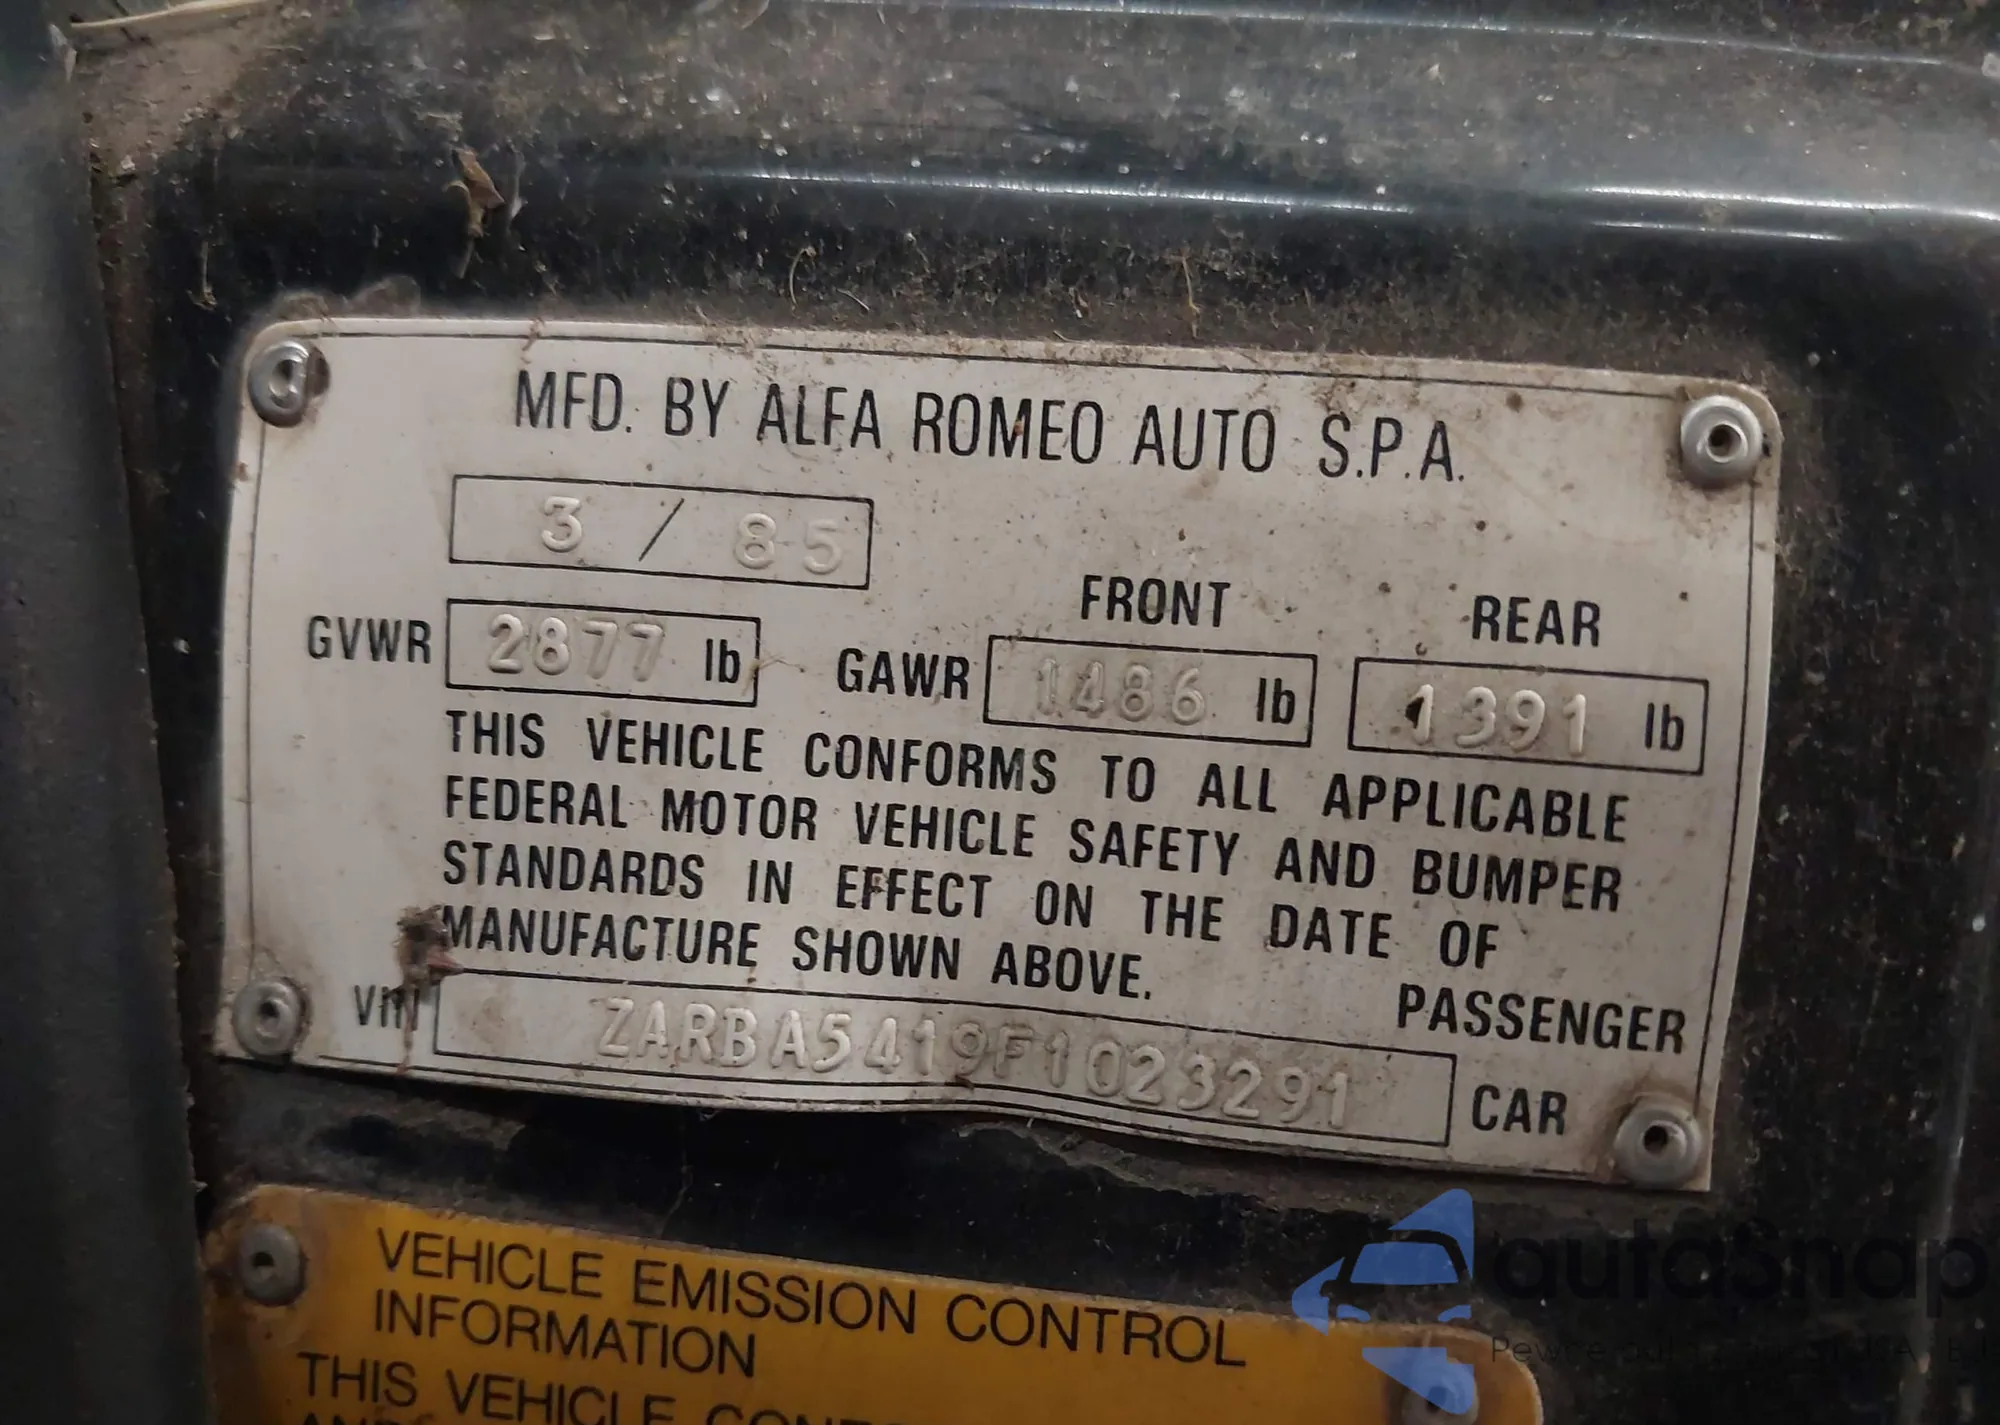 MFD. BY ALFA ROMEO AUTO S.P.A.
3 / 85
FRONT REAR
GVWR 2877 lb GAWR 1486 lb 1391 lb
THIS VEHICLE CONFORMS TO ALL APPLICABLE
FEDERAL MOTOR VEHICLE SAFETY AND BUMPER
STANDARDS IN EFFECT ON THE DATE OF
MANUFACTURE SHOWN ABOVE.
PASSENGER
VIN ZARBA5419F1023291 CAR
VEHICLE EMISSION CONTROL
INFORMATION
THIS VEHICLE
autaSnap